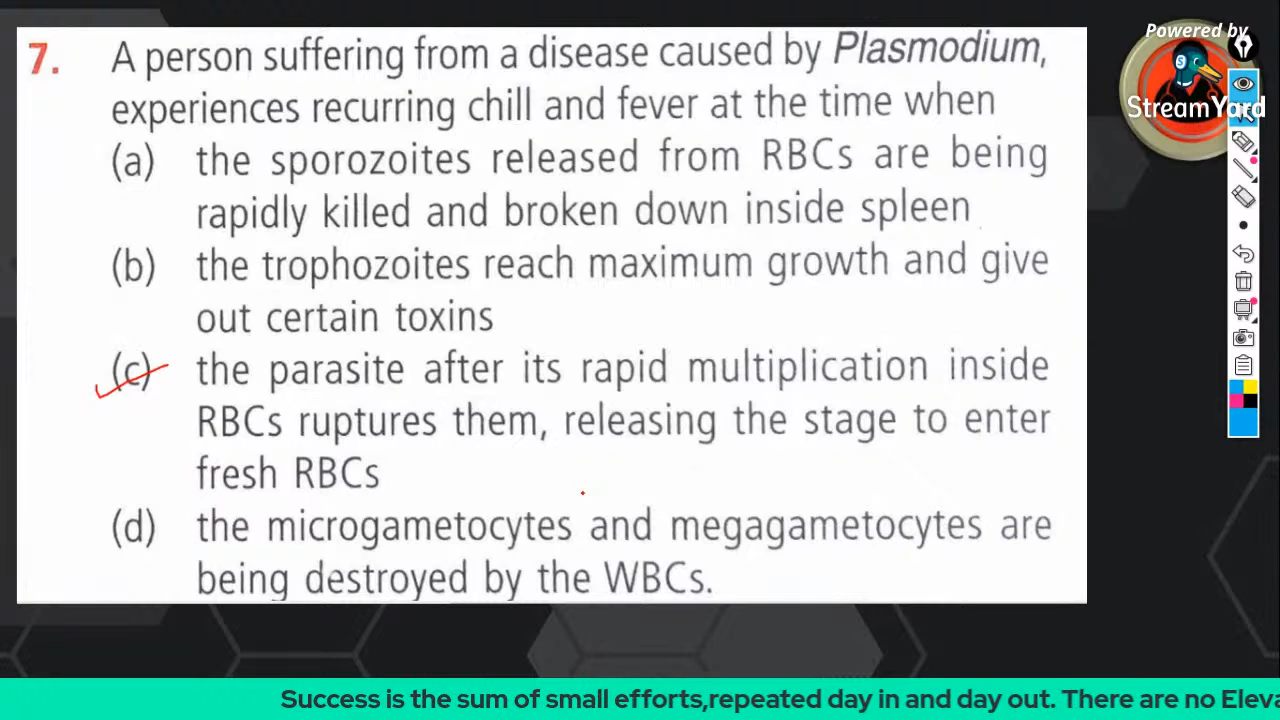 Powered by
StreamYard
7. A person suffering from a disease caused by Plasmodium,
experiences recurring chill and fever at the time when
(a) the sporozoites released from RBCs are being
rapidly killed and broken down inside spleen
(b) the trophozoites reach maximum growth and give
out certain toxins
(c) the parasite after its rapid multiplication inside
RBCs ruptures them, releasing the stage to enter
fresh RBCs
(d) the microgametocytes and megagametocytes are
being destroyed by the WBCs.
Success is the sum of small efforts,repeated day in and day out. There are no Eleva